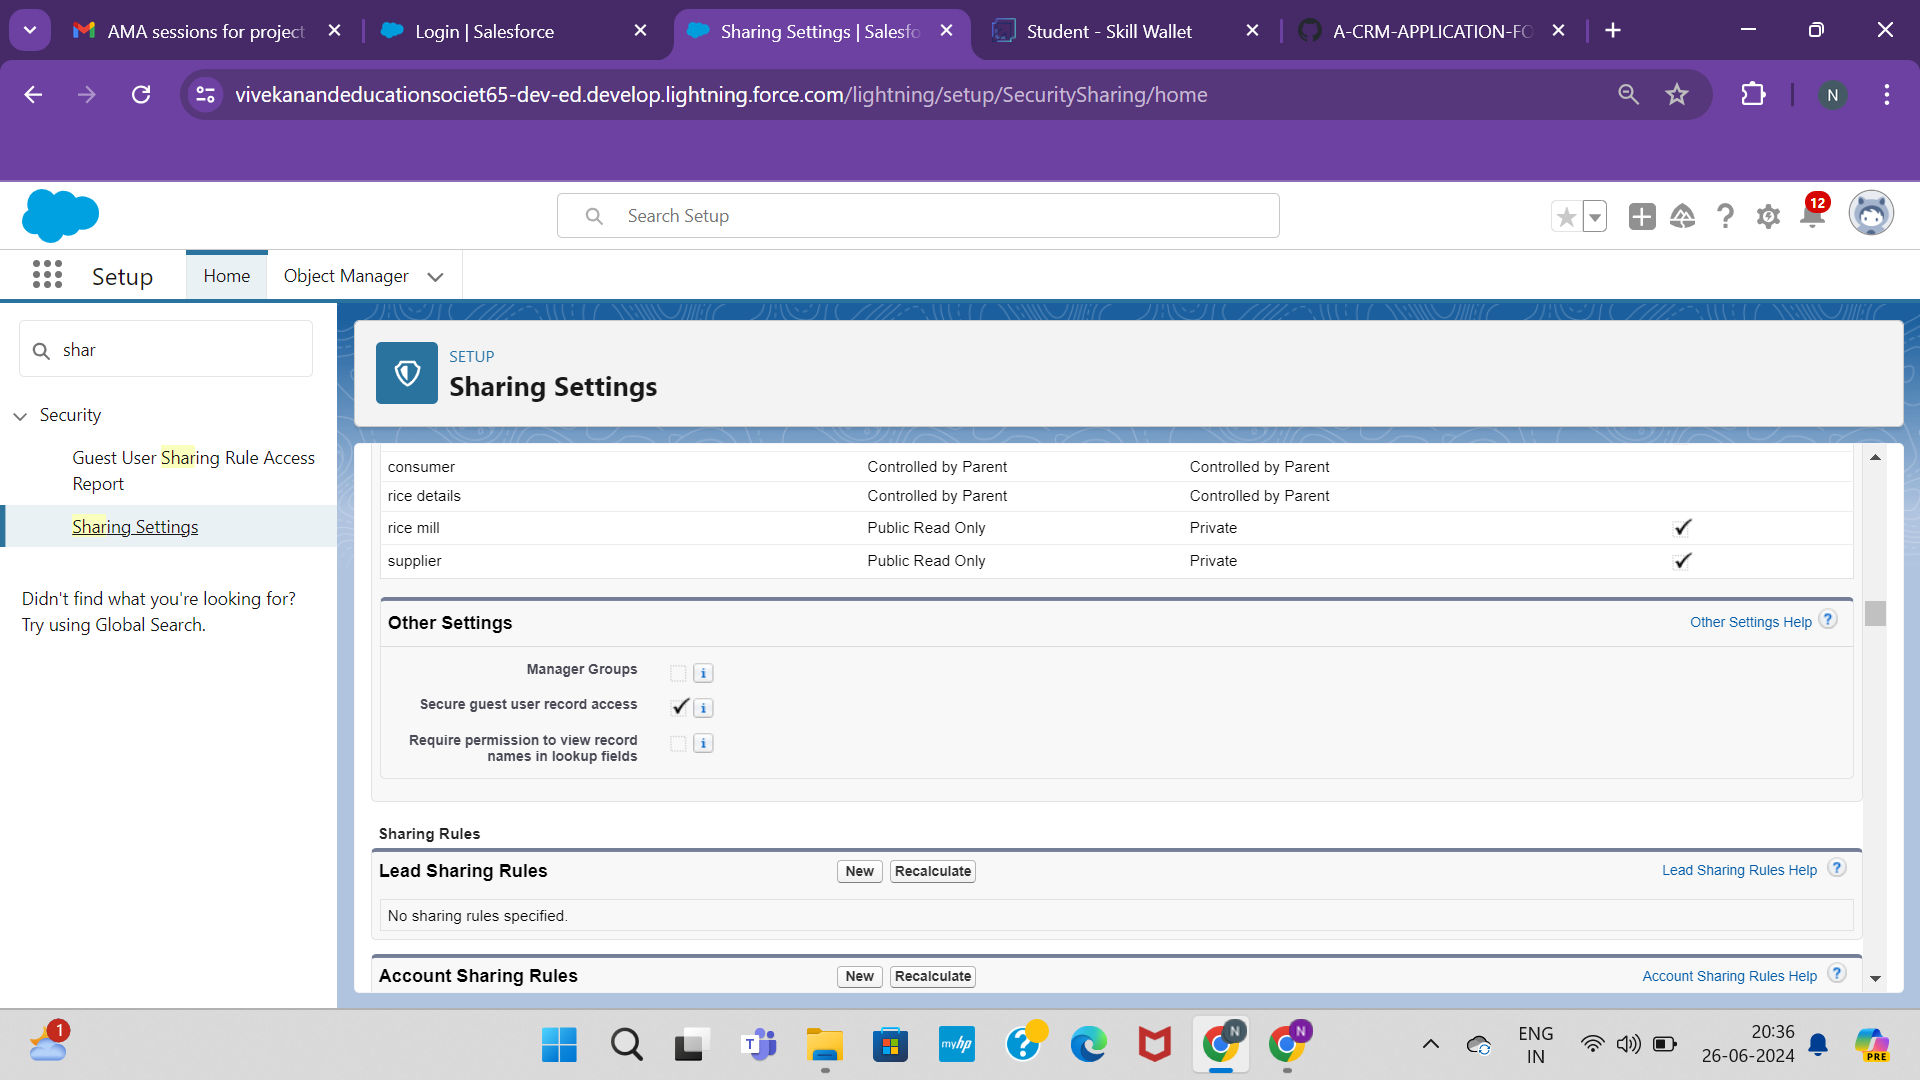 AMA sessions for project
Login | Salesforce
Sharing Settings | Salesfo
Student - Skill Wallet
A-CRM-APPLICATION-FO
vivekanandeducationsociet65-dev-ed.develop.lightning.force.com/lightning/setup/SecuritySharing/home
N
Search Setup
12
Setup
Home
Object Manager
shar
Security
Guest User Sharing Rule Access
Report
Sharing Settings
Didn't find what you're looking for?
Try using Global Search.
SETUP
Sharing Settings
consumer Controlled by Parent Controlled by Parent
rice details Controlled by Parent Controlled by Parent
rice mill Public Read Only Private
supplier Public Read Only Private
Other Settings
Other Settings Help ?
Manager Groups i
Secure guest user record access i
Require permission to view record
names in lookup fields i
Sharing Rules
Lead Sharing Rules New Recalculate Lead Sharing Rules Help ?
No sharing rules specified.
Account Sharing Rules New Recalculate Account Sharing Rules Help ?
1
T
myhp
?
N
N
ENG
IN
20:36
26-06-2024
PRE